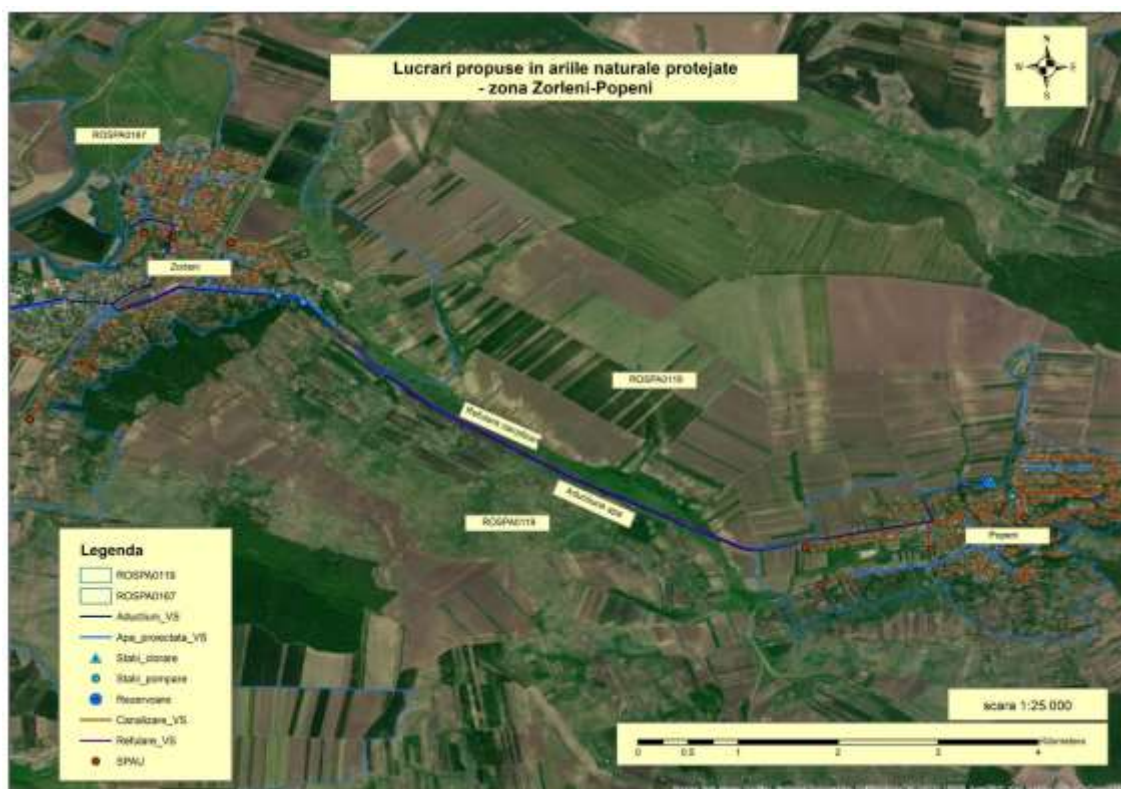 Lucrari propuse in ariile naturale protejate
- zona Zorleni-Popeni
N
W E
S
ROSPA0167
Zorleni
ROSPA0119
Refulare
Aductiune apa
ROSPA0119
Popeni
Legenda
ROSPA0119
ROSPA0167
Aductiuni_VS
Apa_proiectata_VS
Statii_clorare
Statii_pompare
Rezervoare
Canalizare_VS
Refulare_VS
SPAU
scara 1:25.000
0 0.5 1 2 3 4
Kilometers